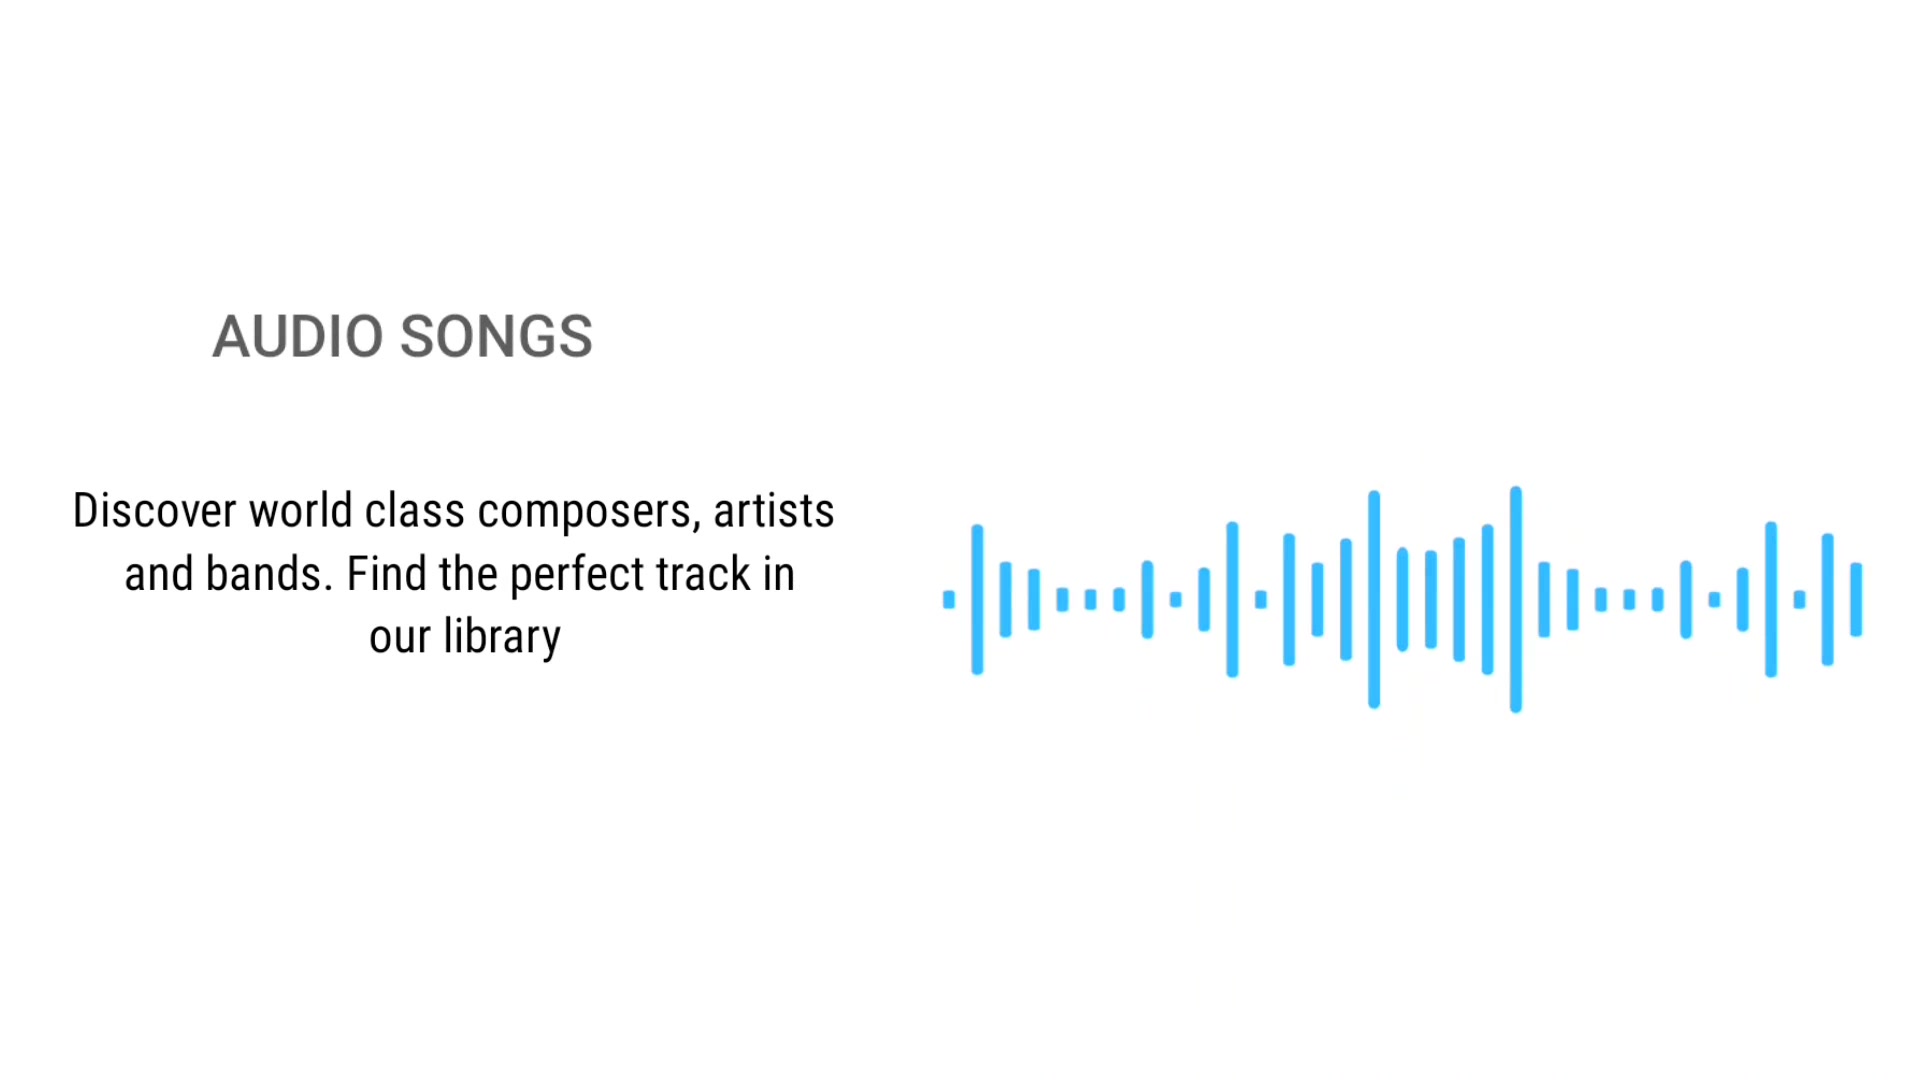 AUDIO SONGS
Discover world class composers, artists
and bands. Find the perfect track in
our library